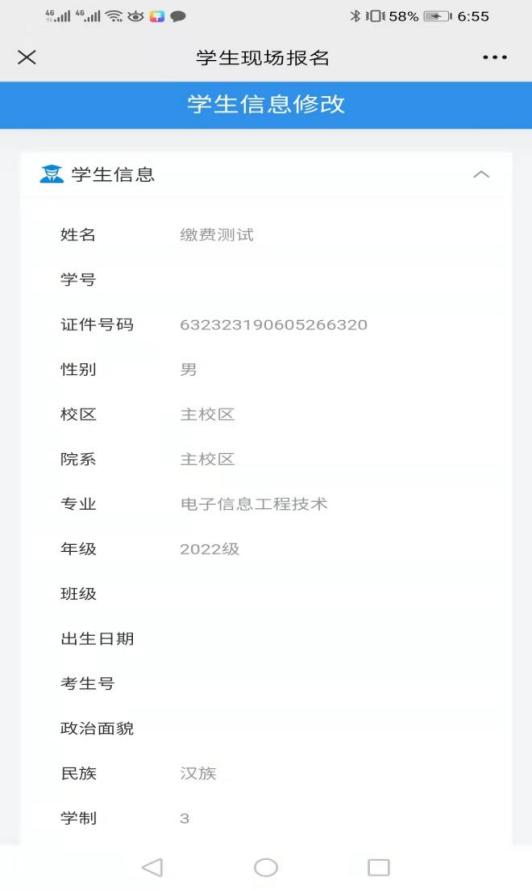 4G 4G 58% 6:55
学生现场报名
学生信息修改
学生信息
姓名 缴费测试
学号
证件号码 632323190605266320
性别 男
校区 主校区
院系 主校区
专业 电子信息工程技术
年级 2022级
班级
出生日期
考生号
政治面貌
民族 汉族
学制 3